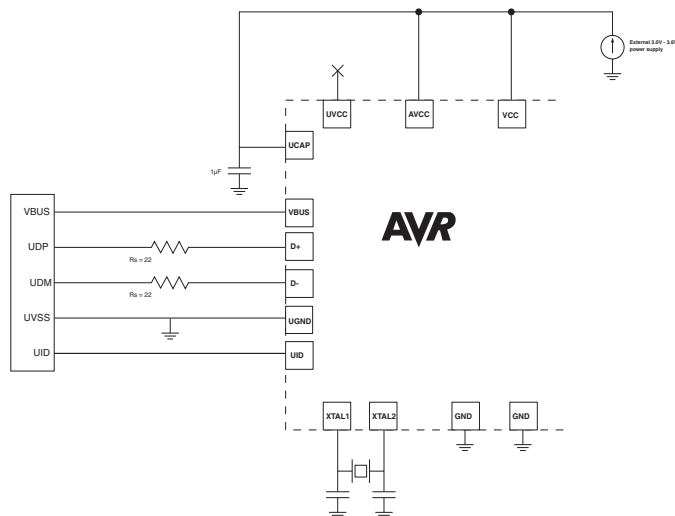 External 3.0V - 3.6V
power supply
UVCC
AVCC
VCC
UCAP
1µF
VBUS
VBUS
UDP
Rs = 22
D+
UDM
Rs = 22
D-
UVSS
UGND
UID
UID
AVR
XTAL1
XTAL2
GND
GND